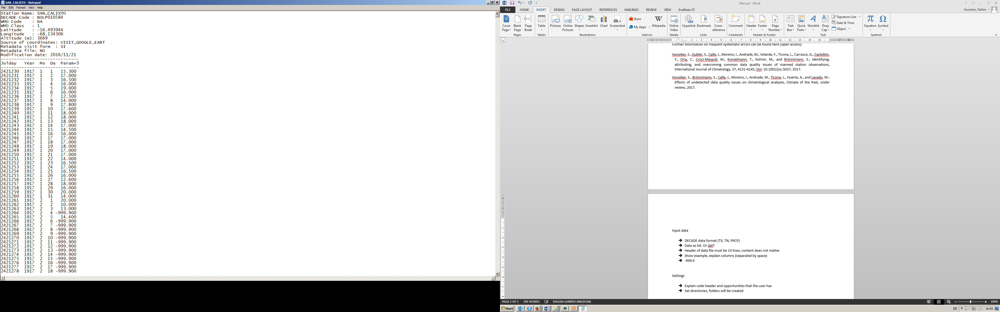 SAN_CALIXTO - Notepad
File Edit Format View Help
Station Name: SAN_CALIXTO
DECADE Code : BOLP010584
WMO Code    : NA
WMO Class   : 1
Latitude    : -16.493944
Longitude   : -68.134306
Altitude (m): 3669
Source of coordinates: VISIT_GOOGLE_EART
Metadata visit form  : SI
Metadata file: NO
Modification date: 2016/11/21
------------------------------
Julday   Year  Mo  Da  Param=3
------------------------------
2421230  1917  1   1   15.300
2421231  1917  1   2   17.000
2421232  1917  1   3   16.500
2421233  1917  1   4   16.000
2421234  1917  1   5   19.000
2421235  1917  1   6   16.000
2421236  1917  1   7   12.500
2421237  1917  1   8   14.000
2421238  1917  1   9   17.800
2421239  1917  1  10   17.600
2421240  1917  1  11   18.000
2421241  1917  1  12   18.000
2421242  1917  1  13   18.000
2421243  1917  1  14   17.000
2421244  1917  1  15   14.500
2421245  1917  1  16   16.000
2421246  1917  1  17   17.000
2421247  1917  1  18   17.000
2421248  1917  1  19   18.000
2421249  1917  1  20   17.000
2421250  1917  1  21   17.000
2421251  1917  1  22   14.000
2421252  1917  1  23   16.500
2421253  1917  1  24   17.000
2421254  1917  1  25   16.500
2421255  1917  1  26   16.000
2421256  1917  1  27   12.600
2421257  1917  1  28   18.000
2421258  1917  1  29   16.000
2421259  1917  1  30   20.000
2421260  1917  1  31   14.000
2421261  1917  2   1   20.000
2421262  1917  2   2   10.000
2421263  1917  2   3   13.000
2421264  1917  2   4 -999.900
2421265  1917  2   5   14.400
2421266  1917  2   6 -999.900
2421267  1917  2   7 -999.900
2421268  1917  2   8 -999.900
2421269  1917  2   9 -999.900
2421270  1917  2  10 -999.900
2421271  1917  2  11 -999.900
2421272  1917  2  12 -999.900
2421273  1917  2  13 -999.900
2421274  1917  2  14 -999.900
2421275  1917  2  15 -999.900
2421276  1917  2  16 -999.900
2421277  1917  2  17 -999.900
2421278  1917  2  18 -999.900
Manual - Word
FILE HOME INSERT DESIGN PAGE LAYOUT REFERENCES MAILINGS REVIEW VIEW EndNote X7 Hunziker, Stefan
Cover Page Blank Page Page Break
Pages
Table
Tables
Pictures Online Pictures Shapes SmartArt Chart Screenshot
Illustrations
Store
My Apps Wikipedia
Add-ins
Online Video
Media
Hyperlink Bookmark Cross-reference
Links
Comment
Comments
Header Footer Page Number
Header & Footer
Text Box Quick Parts WordArt Drop Cap
Signature Line
Date & Time
Object
Text
Equation Symbol
Symbols
Further information on frequent systematic errors can be found here (open access):
Hunziker, S., Gubler, S., Calle, J., Moreno, I., Andrade, M., Velarde, F., Ticona, L., Carrasco, G., Castellón,
Y., Oria, C., Croci-Maspoli, M., Konzelmann, T., Rohrer, M., and Brönnimann, S.: Identifying,
attributing, and overcoming common data quality issues of manned station observations,
International Journal of Climatology, 37, 4131-4145, Doi: 10.1002/joc.5037, 2017.
Hunziker, S., Brönnimann, S., Calle, J., Moreno, I., Andrade, M., Ticona, L., Huerta, A., and Lavado, W.:
Effects of undetected data quality issues on climatological analyses, Climate of the Past, under
review, 2017.
Input data
➔ DECADE data format (TX, TN, PRCP)
➔ Data as txt. Or dat?
➔ Header of data file must be 14 lines, content does not matter
➔ Show example, explain columns (separated by space)
➔ -999.9
Settings
➔ Explain code header and opportunities that the user has
➔ Set directories, folders will be created
PAGE 2 OF 2 350 WORDS ENGLISH (UNITED KINGDOM) 100%
Start DE 16:05